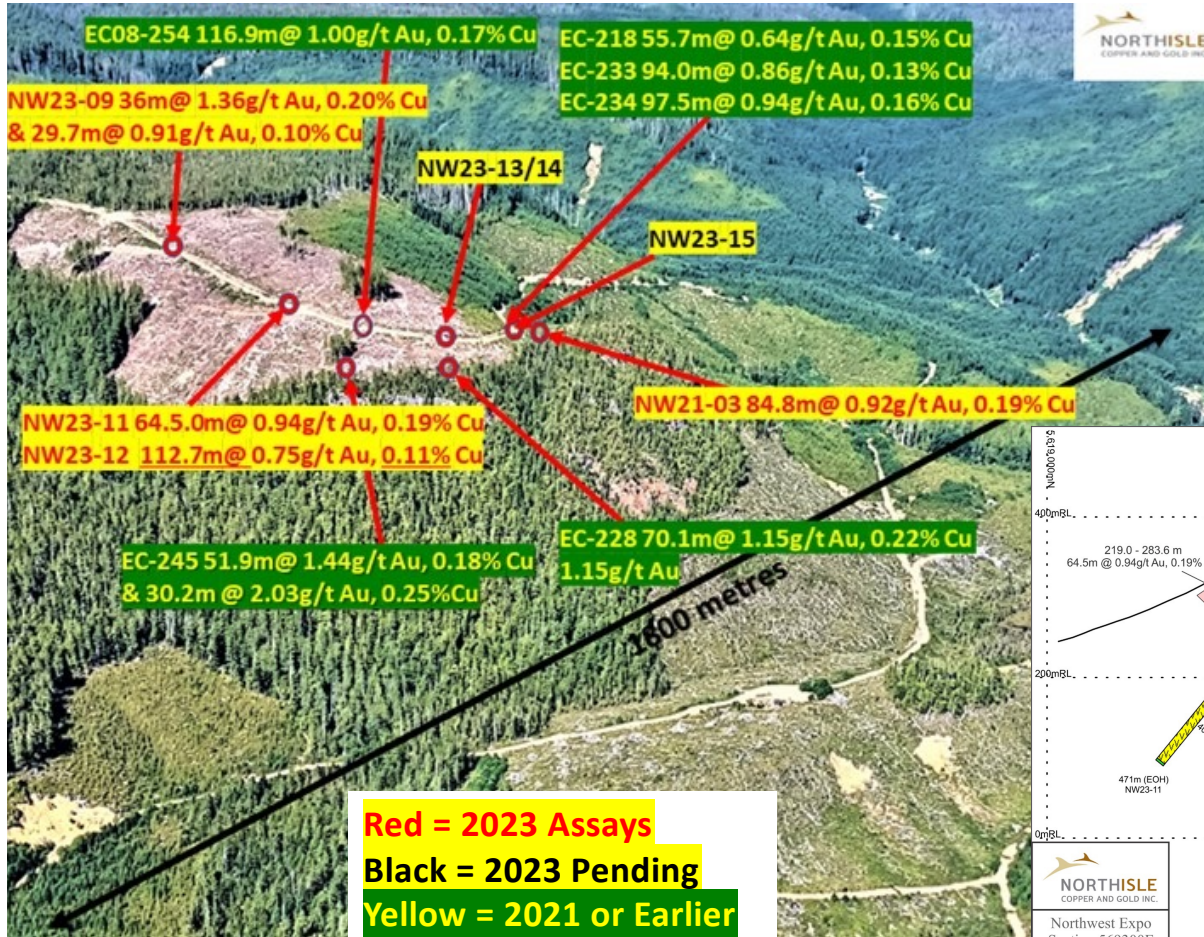 EC08-254 116.9m@ 1.00g/t Au, 0.17% Cu
EC-218 55.7m@ 0.64g/t Au, 0.15% Cu
EC-233 94.0m@ 0.86g/t Au, 0.13% Cu
EC-234 97.5m@ 0.94g/t Au, 0.16% Cu
NORTHISLE
COPPER AND GOLD INC.
NW23-09 36m@ 1.36g/t Au, 0.20% Cu
& 29.7m@ 0.91g/t Au, 0.10% Cu
NW23-13/14
NW23-15
NW23-11 64.5.0m@ 0.94g/t Au, 0.19% Cu
NW23-12 112.7m@ 0.75g/t Au, 0.11% Cu
NW21-03 84.8m@ 0.92g/t Au, 0.19% Cu
EC-245 51.9m@ 1.44g/t Au, 0.18% Cu
& 30.2m @ 2.03g/t Au, 0.25%Cu
EC-228 70.1m@ 1.15g/t Au, 0.22% Cu
1.15g/t Au
1800 metres
Red = 2023 Assays
Black = 2023 Pending
Yellow = 2021 or Earlier
5,619,000mN
400mRL
219.0 - 283.6 m
64.5m @ 0.94g/t Au, 0.19%
200mRL
471m (EOH)
NW23-11
0mRL
NORTHISLE
COPPER AND GOLD INC.
Northwest Expo